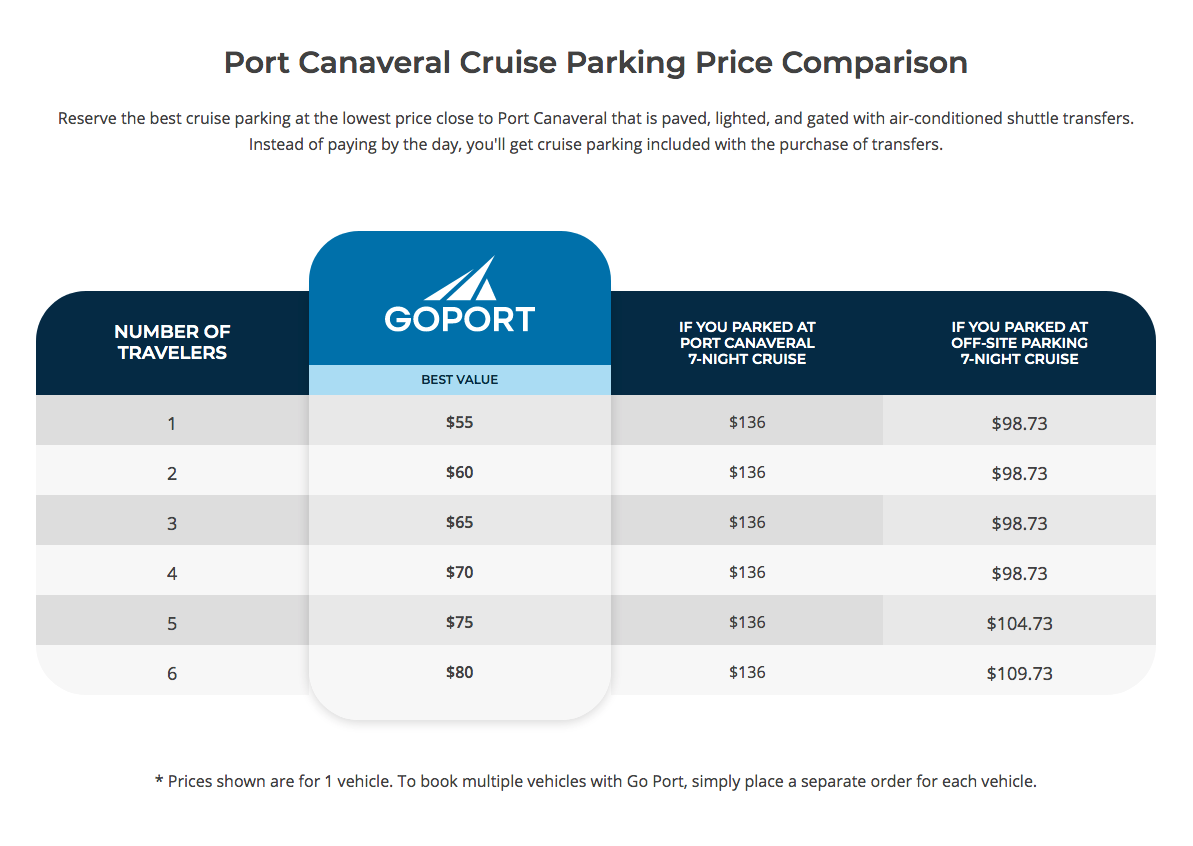 Port Canaveral Cruise Parking Price Comparison
Reserve the best cruise parking at the lowest price close to Port Canaveral that is paved, lighted, and gated with air-conditioned shuttle transfers.
Instead of paying by the day, you'll get cruise parking included with the purchase of transfers.
NUMBER OF
TRAVELERS
GOPORT
BEST VALUE
IF YOU PARKED AT
PORT CANAVERAL
7-NIGHT CRUISE
IF YOU PARKED AT
OFF-SITE PARKING
7-NIGHT CRUISE
1 $55 $136 $98.73
2 $60 $136 $98.73
3 $65 $136 $98.73
4 $70 $136 $98.73
5 $75 $136 $104.73
6 $80 $136 $109.73
* Prices shown are for 1 vehicle. To book multiple vehicles with Go Port, simply place a separate order for each vehicle.